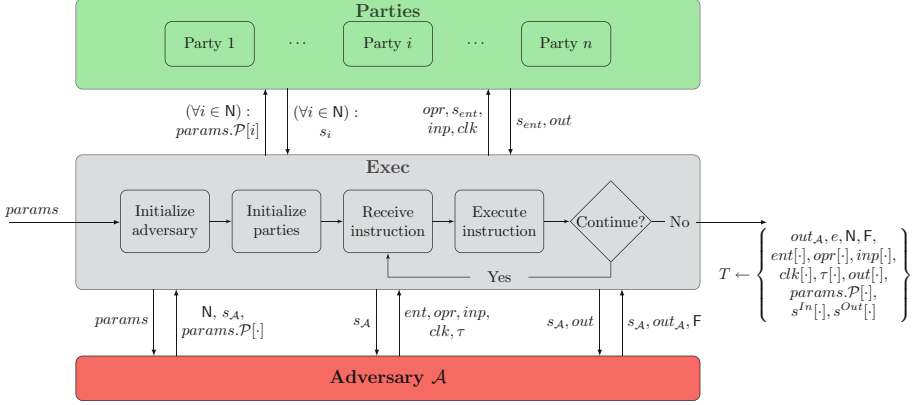 Parties
Party 1
···
Party i
···
Party n
(∀i ∈ N) :
params.𝒫[i]
(∀i ∈ N) :
s_i
opr, s_ent,
inp, clk
s_ent, out
Exec
params
Initialize
adversary
Initialize
parties
Receive
instruction
Execute
instruction
Continue?
No
Yes
T ← { out_𝒜, e, N, F,
ent[·], opr[·], inp[·],
clk[·], τ[·], out[·],
params.𝒫[·],
s^In[·], s^Out[·] }
params
N, s_𝒜,
params.𝒫[·]
s_𝒜
ent, opr, inp,
clk, τ
s_𝒜, out
s_𝒜, out_𝒜, F
Adversary 𝒜